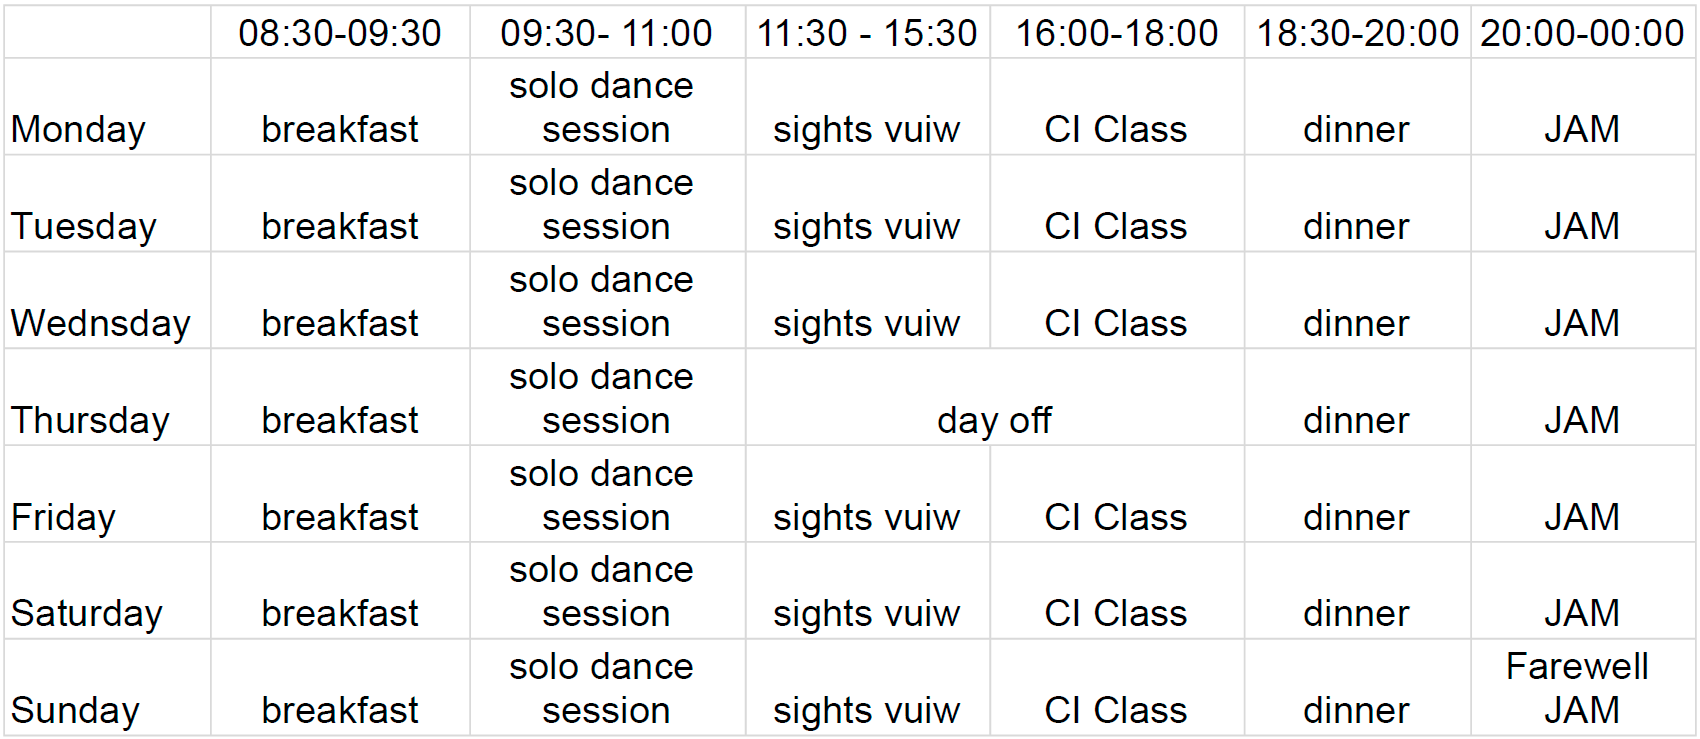 08:30-09:30 09:30- 11:00 11:30 - 15:30 16:00-18:00 18:30-20:00 20:00-00:00
solo dance
Monday breakfast session sights vuiw CI Class dinner JAM
solo dance
Tuesday breakfast session sights vuiw CI Class dinner JAM
solo dance
Wednsday breakfast session sights vuiw CI Class dinner JAM
solo dance
Thursday breakfast session day off dinner JAM
solo dance
Friday breakfast session sights vuiw CI Class dinner JAM
solo dance
Saturday breakfast session sights vuiw CI Class dinner JAM
solo dance Farewell
Sunday breakfast session sights vuiw CI Class dinner JAM